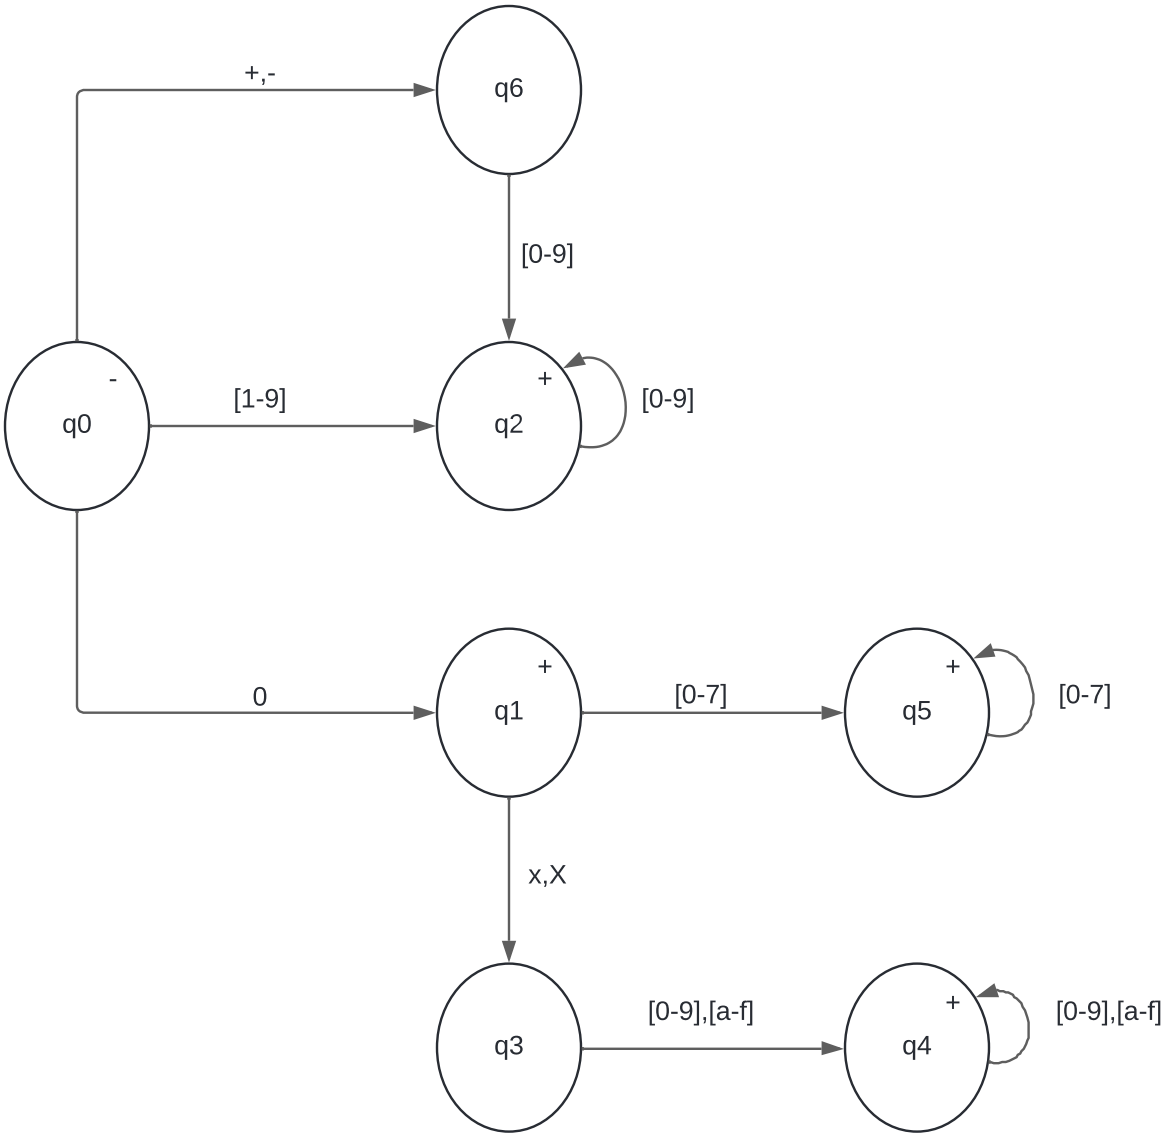 +,-
q6
[0-9]
-
q0
[1-9]
+
q2
[0-9]
0
+
q1
[0-7]
+
q5
[0-7]
x,X
q3
[0-9],[a-f]
+
q4
[0-9],[a-f]